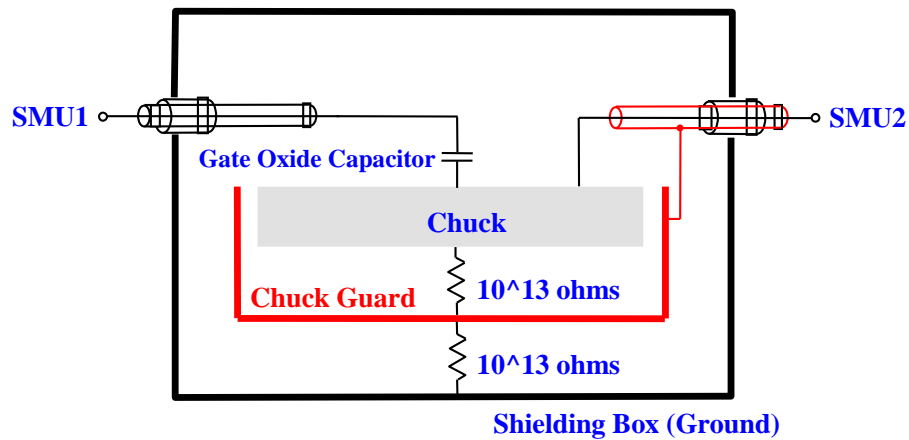 SMU1
SMU2
Gate Oxide Capacitor
Chuck
Chuck Guard
10^13 ohms
10^13 ohms
Shielding Box (Ground)